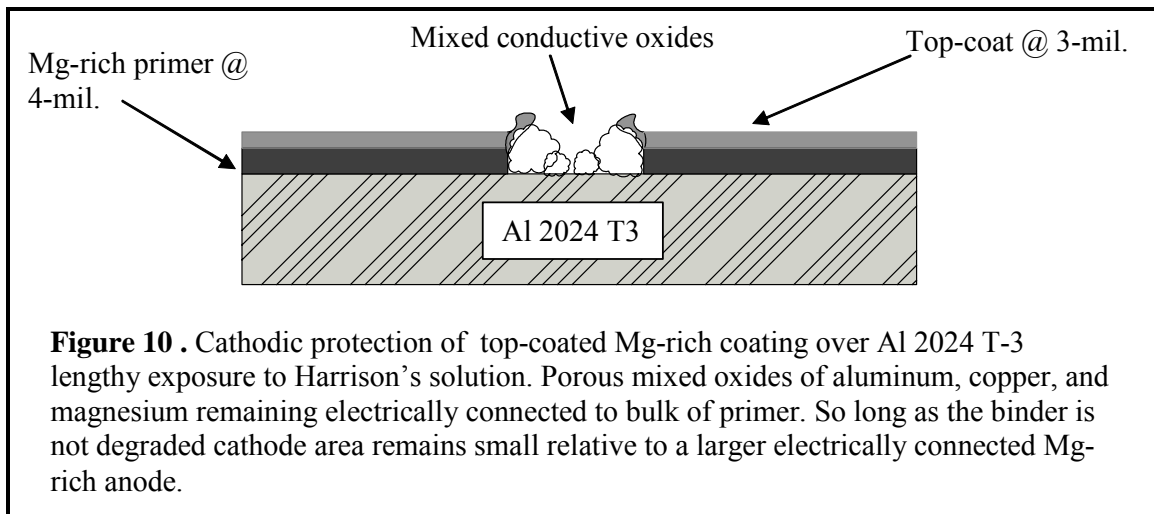 Mixed conductive oxides
Top-coat @ 3-mil.
Mg-rich primer @
4-mil.
Al 2024 T3
Figure 10 . Cathodic protection of top-coated Mg-rich coating over Al 2024 T-3
lengthy exposure to Harrison’s solution. Porous mixed oxides of aluminum, copper, and
magnesium remaining electrically connected to bulk of primer. So long as the binder is
not degraded cathode area remains small relative to a larger electrically connected Mg-
rich anode.